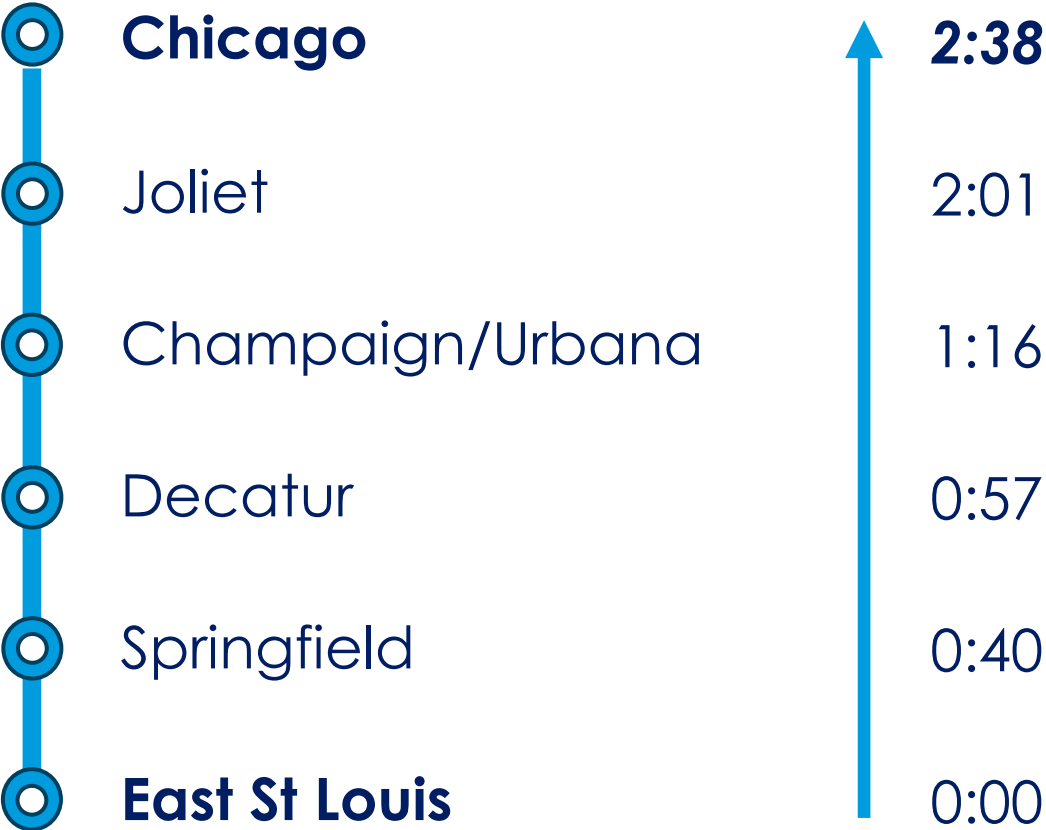 Chicago 2:38
Joliet 2:01
Champaign/Urbana 1:16
Decatur 0:57
Springfield 0:40
East St Louis 0:00